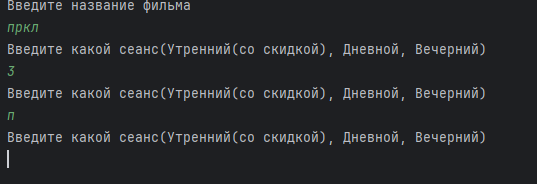 Введите название фильма
пркл
Введите какой сеанс(Утренний(со скидкой), Дневной, Вечерний)
3
Введите какой сеанс(Утренний(со скидкой), Дневной, Вечерний)
п
Введите какой сеанс(Утренний(со скидкой), Дневной, Вечерний)